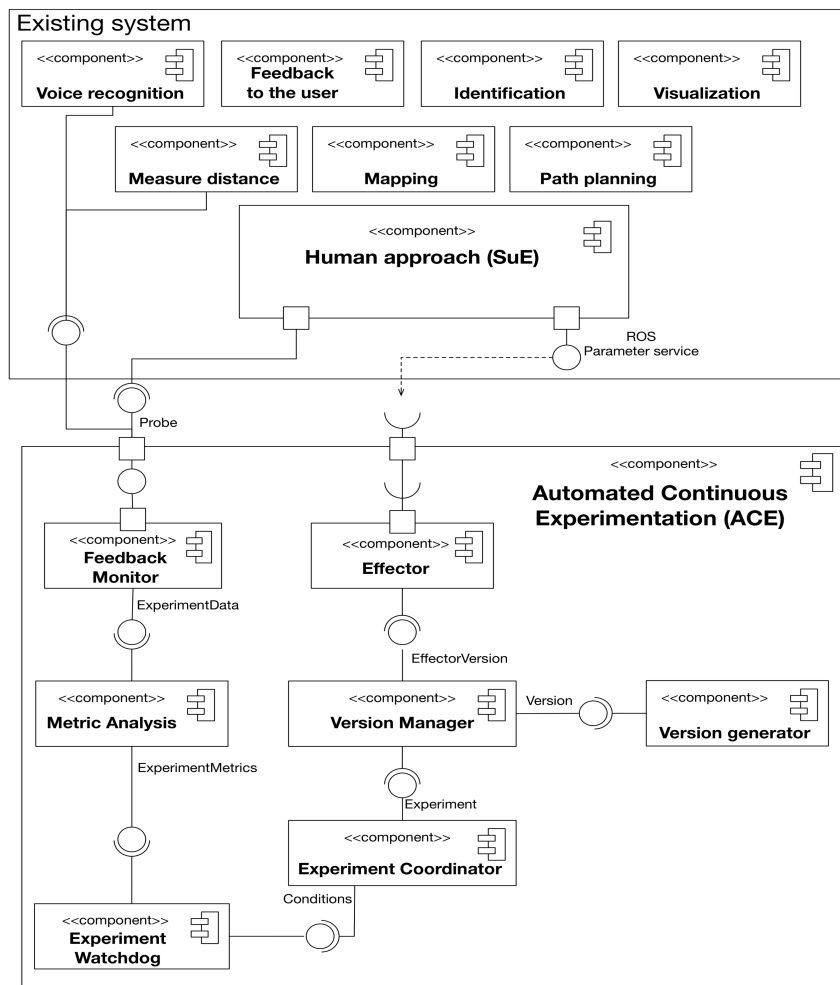 Existing system
<<component>>
Voice recognition
<<component>>
Feedback
to the user
<<component>>
Identification
<<component>>
Visualization
<<component>>
Measure distance
<<component>>
Mapping
<<component>>
Path planning
<<component>>
Human approach (SuE)
ROS
Parameter service
Probe
<<component>>
Automated Continuous
Experimentation (ACE)
<<component>>
Feedback
Monitor
<<component>>
Effector
ExperimentData
EffectorVersion
<<component>>
Metric Analysis
<<component>>
Version Manager
Version
<<component>>
Version generator
ExperimentMetrics
Experiment
<<component>>
Experiment Coordinator
Conditions
<<component>>
Experiment
Watchdog